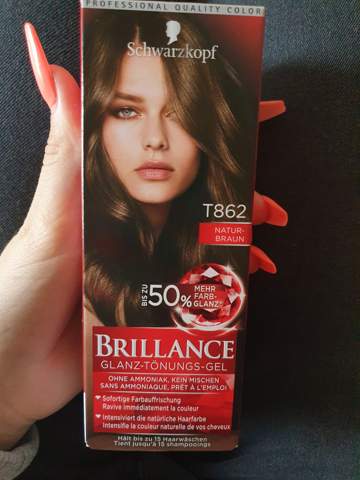 PROFESSIONAL QUALITY COLOR
Schwarzkopf
T862
NATUR-
BRAUN
BIS ZU
50%
MEHR
FARB-
GLANZ*
BRILLANCE
GLANZ-TÖNUNGS-GEL
OHNE AMMONIAK, KEIN MISCHEN
SANS AMMONIAQUE, PRÊT À L'EMPLOI
Sofortige Farbauffrischung
Ravive immédiatement la couleur
Intensiviert die natürliche Haarfarbe
Intensifie la couleur naturelle de vos cheveux
Hält bis zu 15 Haarwäschen
Tient jusqu'à 15 shampooings